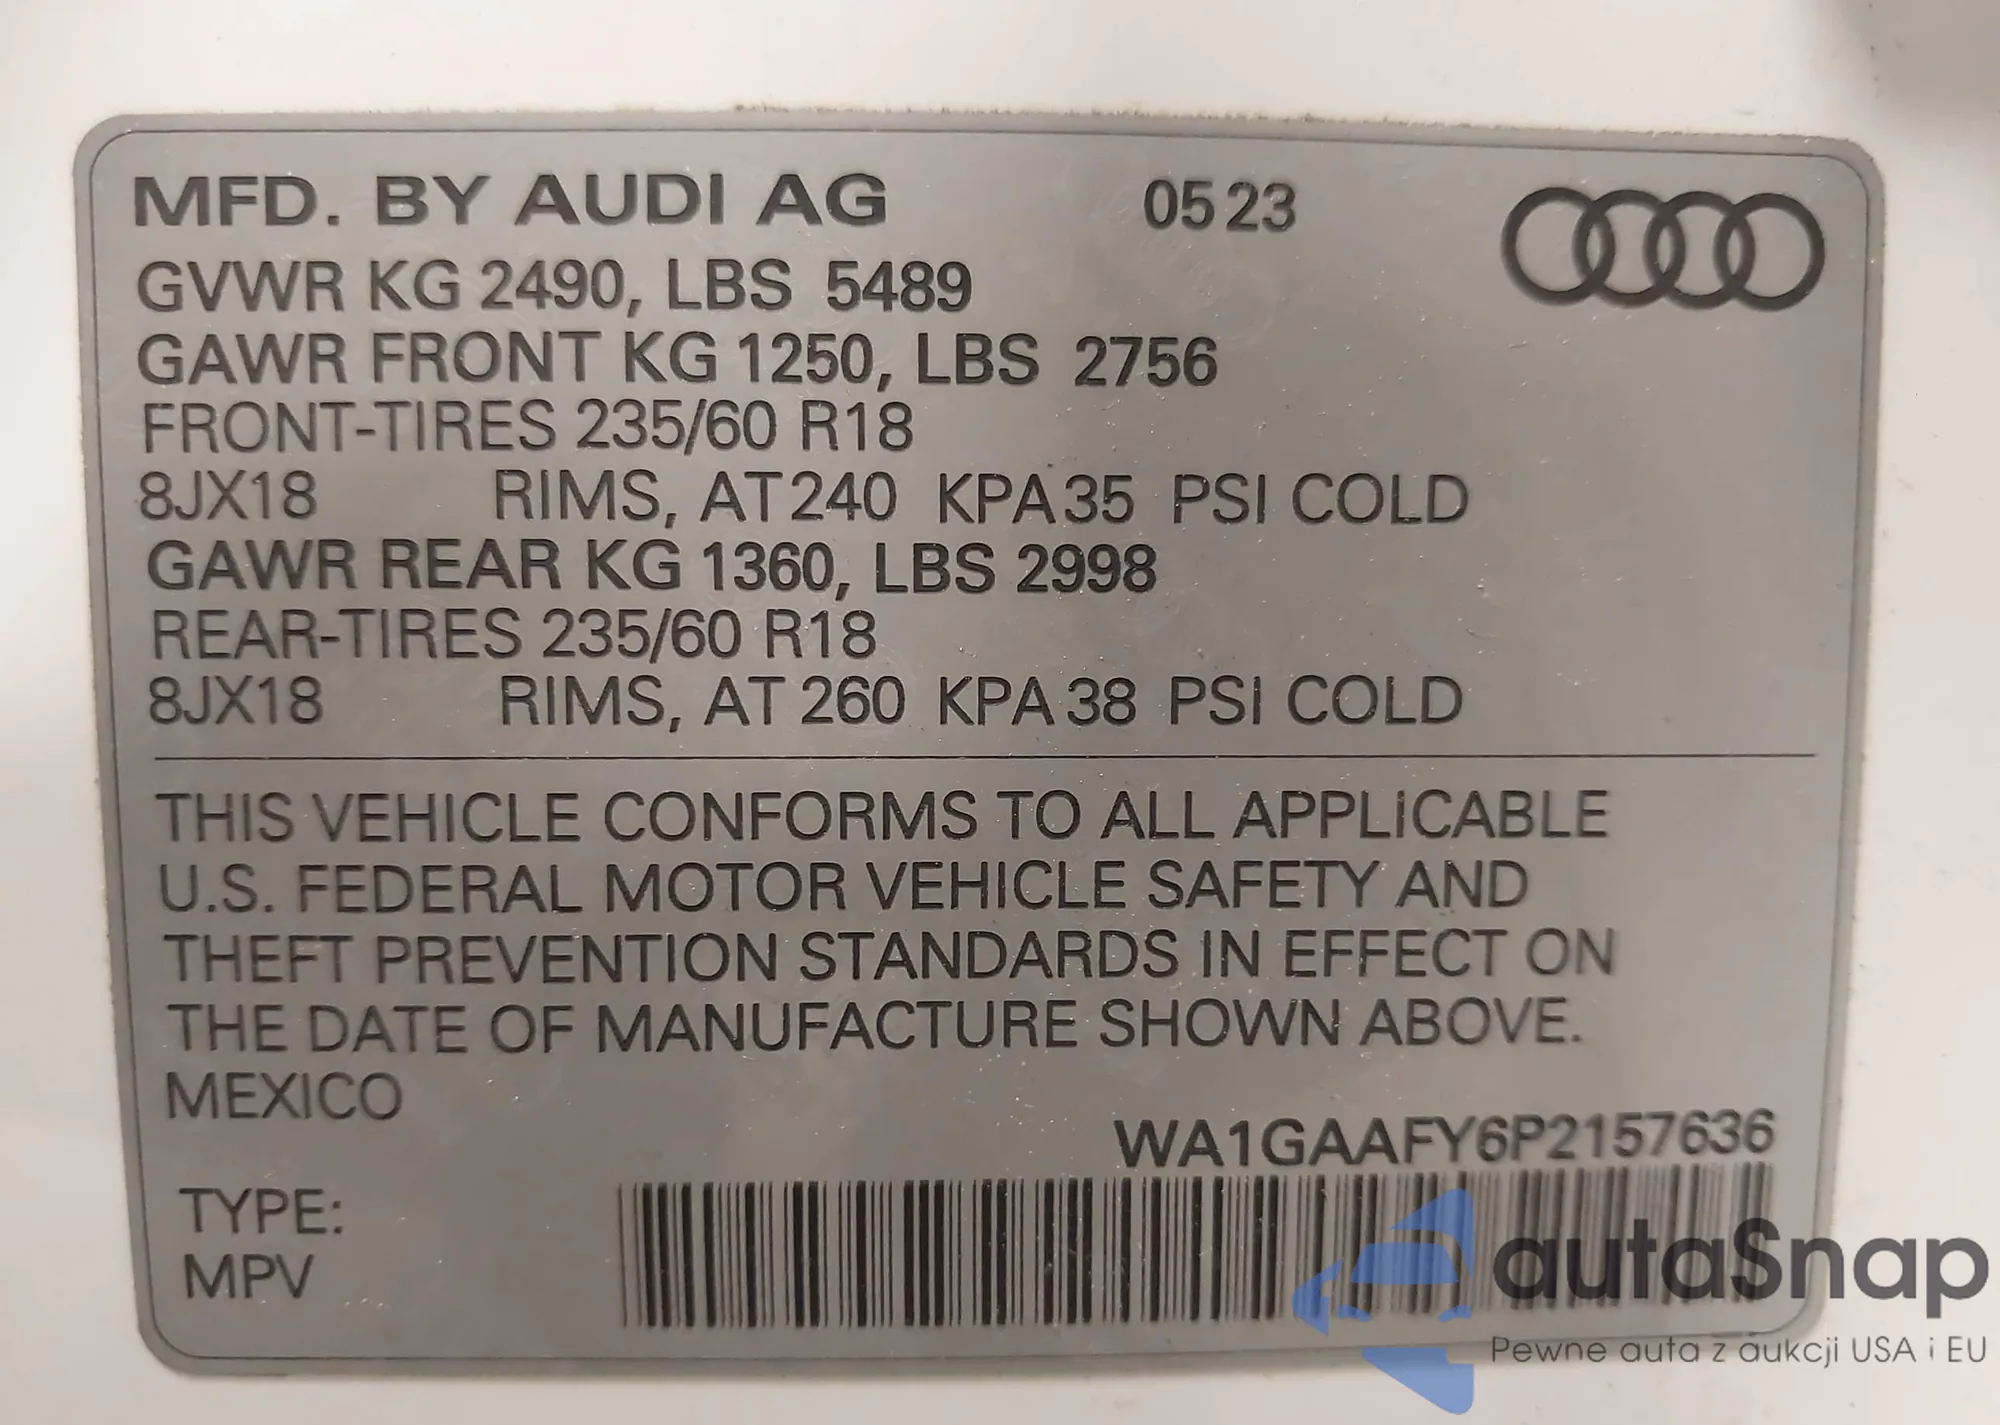 MFD. BY AUDI AG 05 23
GVWR KG 2490, LBS 5489
GAWR FRONT KG 1250, LBS 2756
FRONT-TIRES 235/60 R18
8JX18 RIMS, AT 240 KPA 35 PSI COLD
GAWR REAR KG 1360, LBS 2998
REAR-TIRES 235/60 R18
8JX18 RIMS, AT 260 KPA 38 PSI COLD
THIS VEHICLE CONFORMS TO ALL APPLICABLE
U.S. FEDERAL MOTOR VEHICLE SAFETY AND
THEFT PREVENTION STANDARDS IN EFFECT ON
THE DATE OF MANUFACTURE SHOWN ABOVE.
MEXICO
WA1GAAFY6P2157636
TYPE:
MPV
autaSnap
Pewne auta z aukcji USA i EU